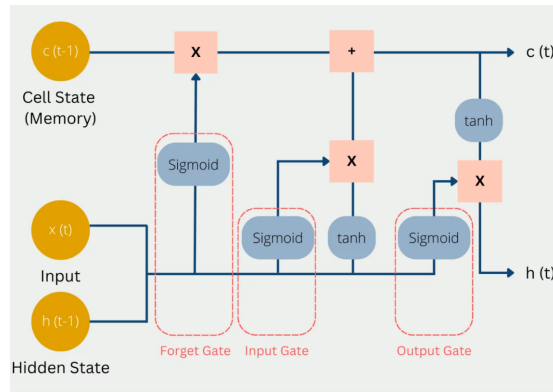 c (t-1)
X
+
c (t)
Cell State
(Memory)
tanh
Sigmoid
X
X
x (t)
Sigmoid
tanh
Sigmoid
Input
h (t-1)
h (t)
Hidden State
Forget Gate
Input Gate
Output Gate